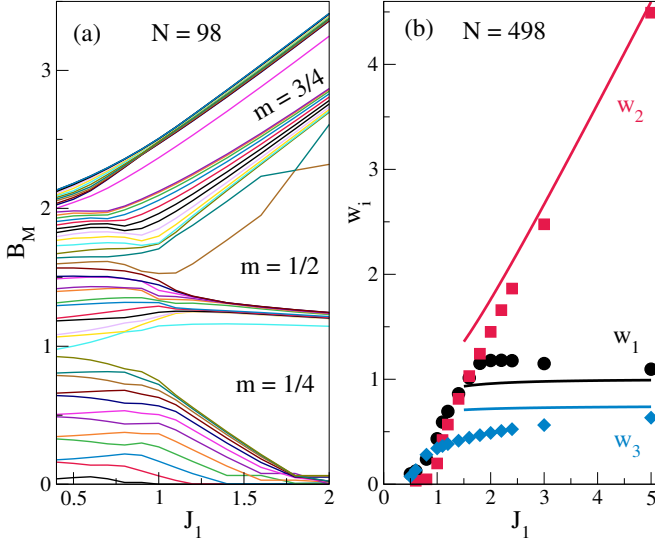 (a)
N = 98
m = 3/4
m = 1/2
m = 1/4
B_M
3
2
1
0
0.5
1
1.5
2
J_1
(b)
N = 498
w_2
w_1
w_3
w_i
4
3
2
1
0
0
1
2
3
4
5
J_1